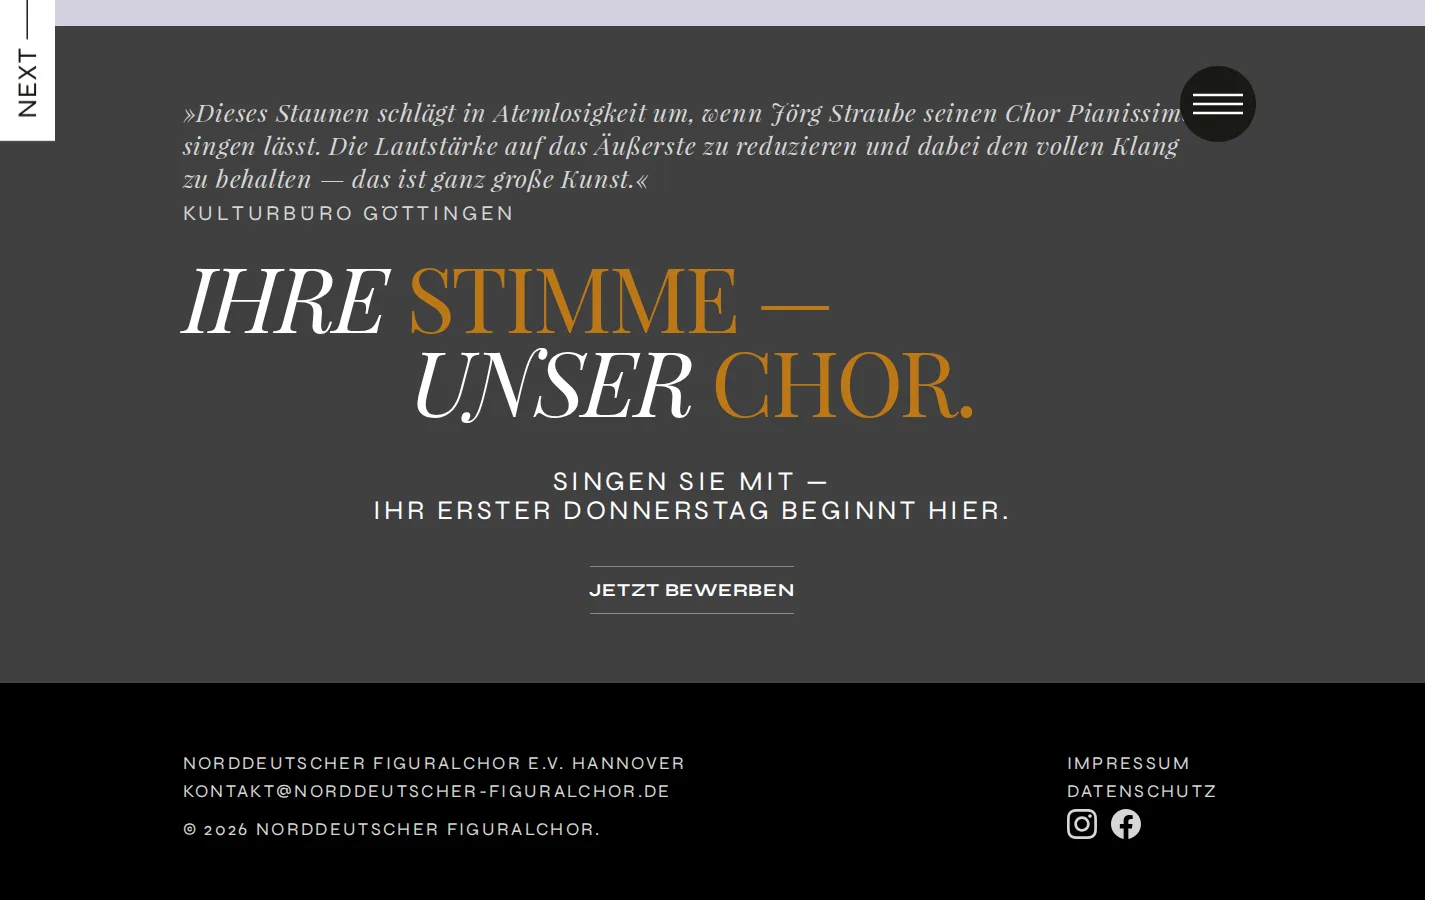 NEXT
»Dieses Staunen schlägt in Atemlosigkeit um, wenn Jörg Straube seinen Chor
singen lässt. Die Lautstärke auf das Äußerste zu reduzieren und dabei den vollen Klang
zu behalten — das ist ganz große Kunst.«
KULTURBÜRO GÖTTINGEN
IHRE STIMME —
UNSER CHOR.
SINGEN SIE MIT —
IHR ERSTER DONNERSTAG BEGINNT HIER.
JETZT BEWERBEN
NORDDEUTSCHER FIGURALCHOR E.V. HANNOVER
KONTAKT@NORDDEUTSCHER-FIGURALCHOR.DE
© 2026 NORDDEUTSCHER FIGURALCHOR.
IMPRESSUM
DATENSCHUTZ